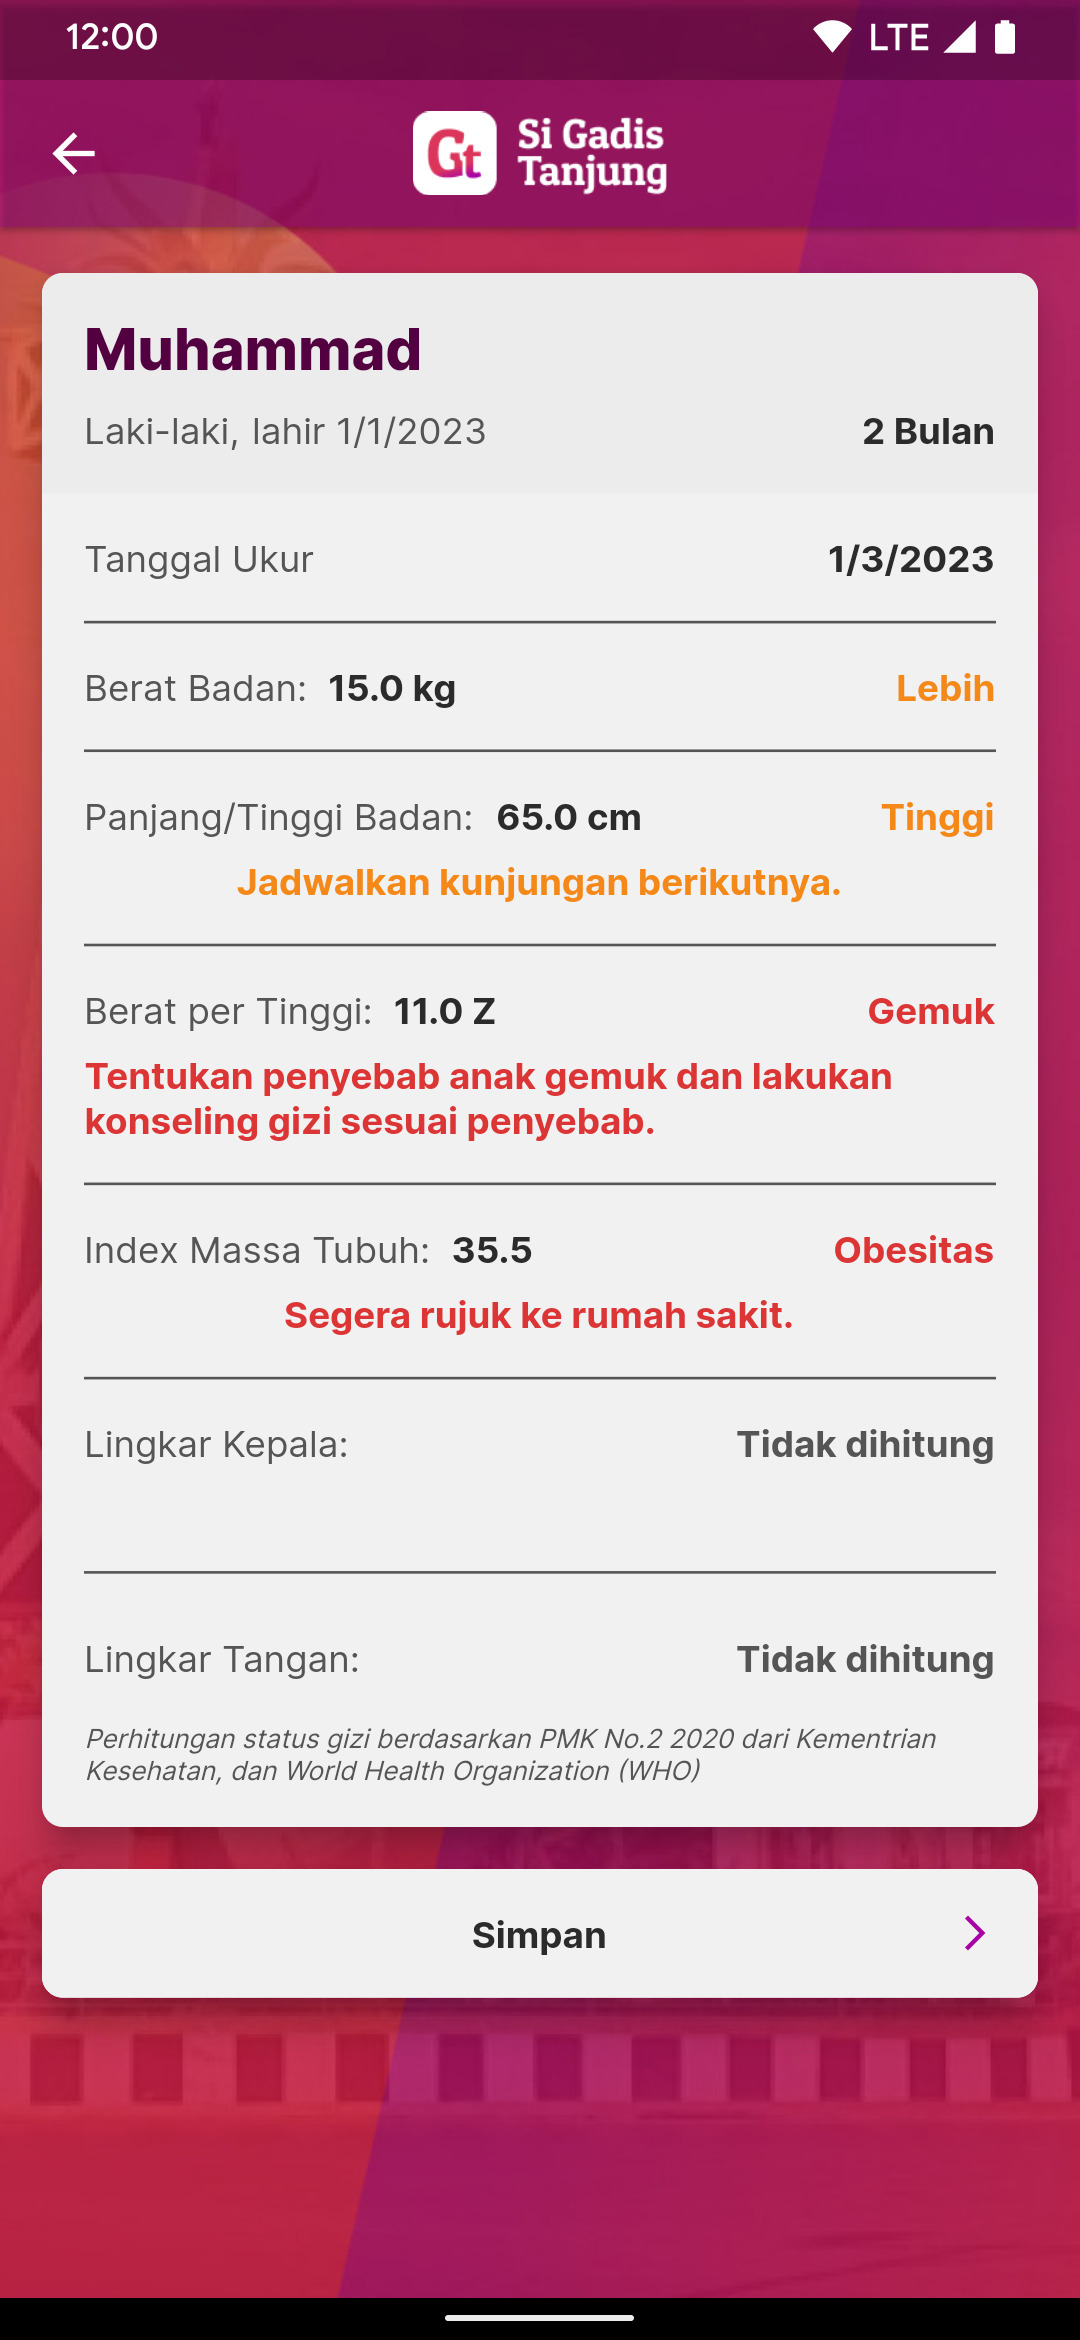 12:00
LTE
Gt
Si Gadis
Tanjung
Muhammad
Laki-laki, lahir 1/1/2023
2 Bulan
Tanggal Ukur
1/3/2023
Berat Badan: 15.0 kg
Lebih
Panjang/Tinggi Badan: 65.0 cm
Tinggi
Jadwalkan kunjungan berikutnya.
Berat per Tinggi: 11.0 Z
Gemuk
Tentukan penyebab anak gemuk dan lakukan
konseling gizi sesuai penyebab.
Index Massa Tubuh: 35.5
Obesitas
Segera rujuk ke rumah sakit.
Lingkar Kepala:
Tidak dihitung
Lingkar Tangan:
Tidak dihitung
Perhitungan status gizi berdasarkan PMK No.2 2020 dari Kementrian
Kesehatan, dan World Health Organization (WHO)
Simpan